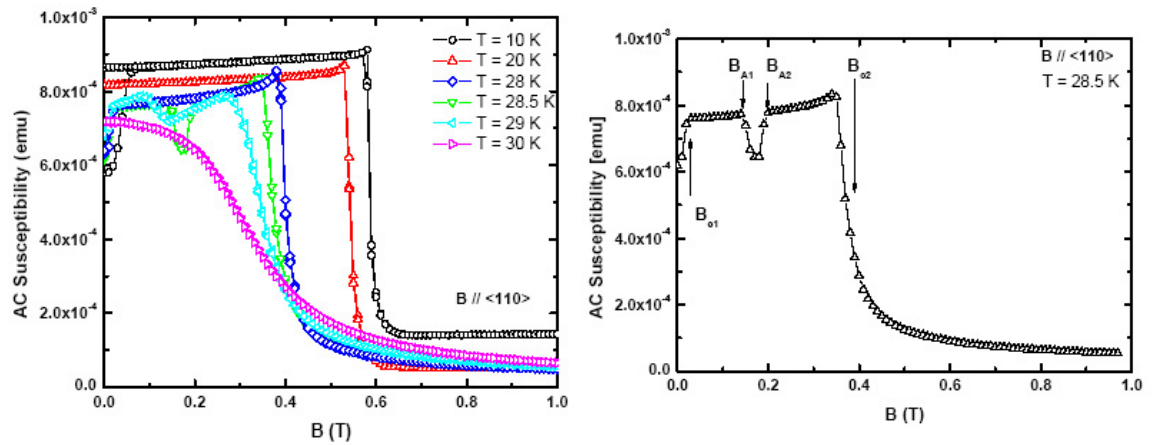 1.0x10⁻³
8.0x10⁻⁴
6.0x10⁻⁴
4.0x10⁻⁴
2.0x10⁻⁴
0.0
AC Susceptibility (emu)
T = 10 K
T = 20 K
T = 28 K
T = 28.5 K
T = 29 K
T = 30 K
B // <110>
0.0 0.2 0.4 0.6 0.8 1.0
B (T)
1.0x10⁻³
8.0x10⁻⁴
6.0x10⁻⁴
4.0x10⁻⁴
2.0x10⁻⁴
0.0
AC Susceptibility [emu]
B // <110>
T = 28.5 K
B_A1 B_A2 B_o2
B_o1
0.0 0.2 0.4 0.6 0.8 1.0
B (T)